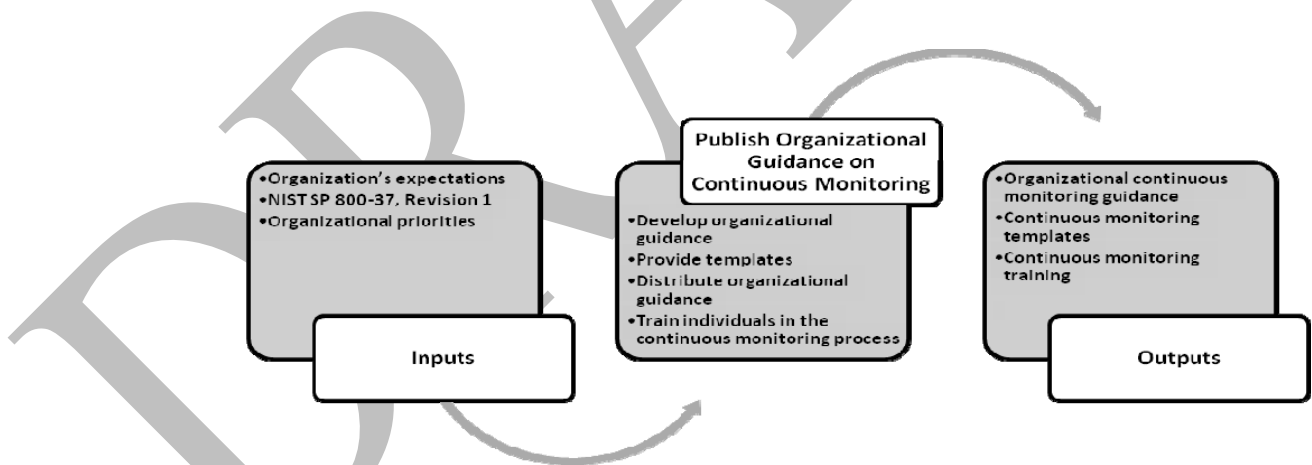 •Organization's expectations
•NIST SP 800-37, Revision 1
•Organizational priorities
Inputs
Publish Organizational
Guidance on
Continuous Monitoring
•Develop organizational
guidance
•Provide templates
•Distribute organizational
guidance
•Train individuals in the
continuous monitoring process
•Organizational continuous
monitoring guidance
•Continuous monitoring
templates
•Continuous monitoring
training
Outputs